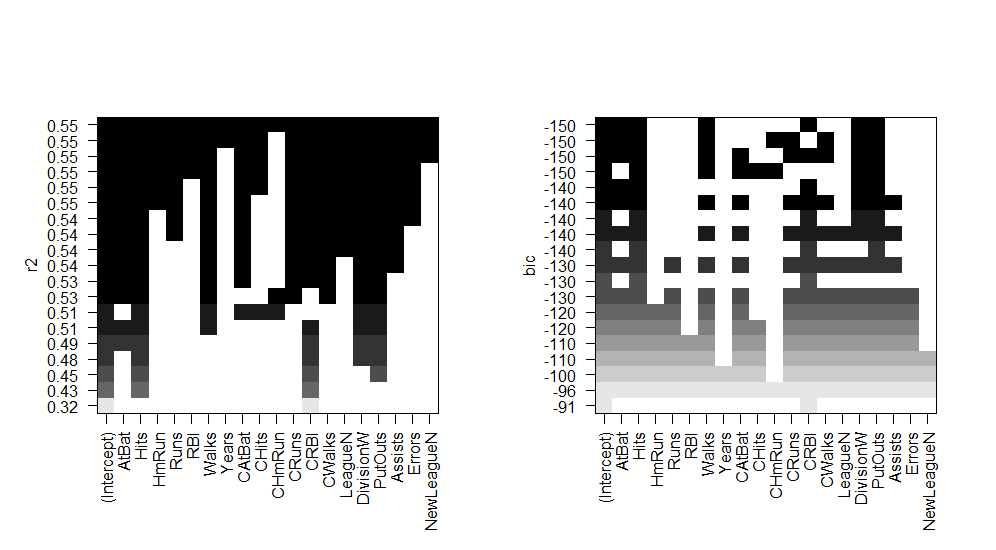 r2
0.55
0.55
0.55
0.55
0.55
0.55
0.54
0.54
0.54
0.54
0.53
0.53
0.51
0.51
0.49
0.48
0.45
0.43
0.32
(Intercept)
AtBat
Hits
HmRun
Runs
RBI
Walks
Years
CAtBat
CHits
CHmRun
CRuns
CRBI
CWalks
LeagueN
DivisionW
PutOuts
Assists
Errors
NewLeagueN
bic
-150
-150
-150
-150
-140
-140
-140
-140
-140
-130
-130
-130
-120
-120
-110
-110
-100
-96
-91
(Intercept)
AtBat
Hits
HmRun
Runs
RBI
Walks
Years
CAtBat
CHits
CHmRun
CRuns
CRBI
CWalks
LeagueN
DivisionW
PutOuts
Assists
Errors
NewLeagueN